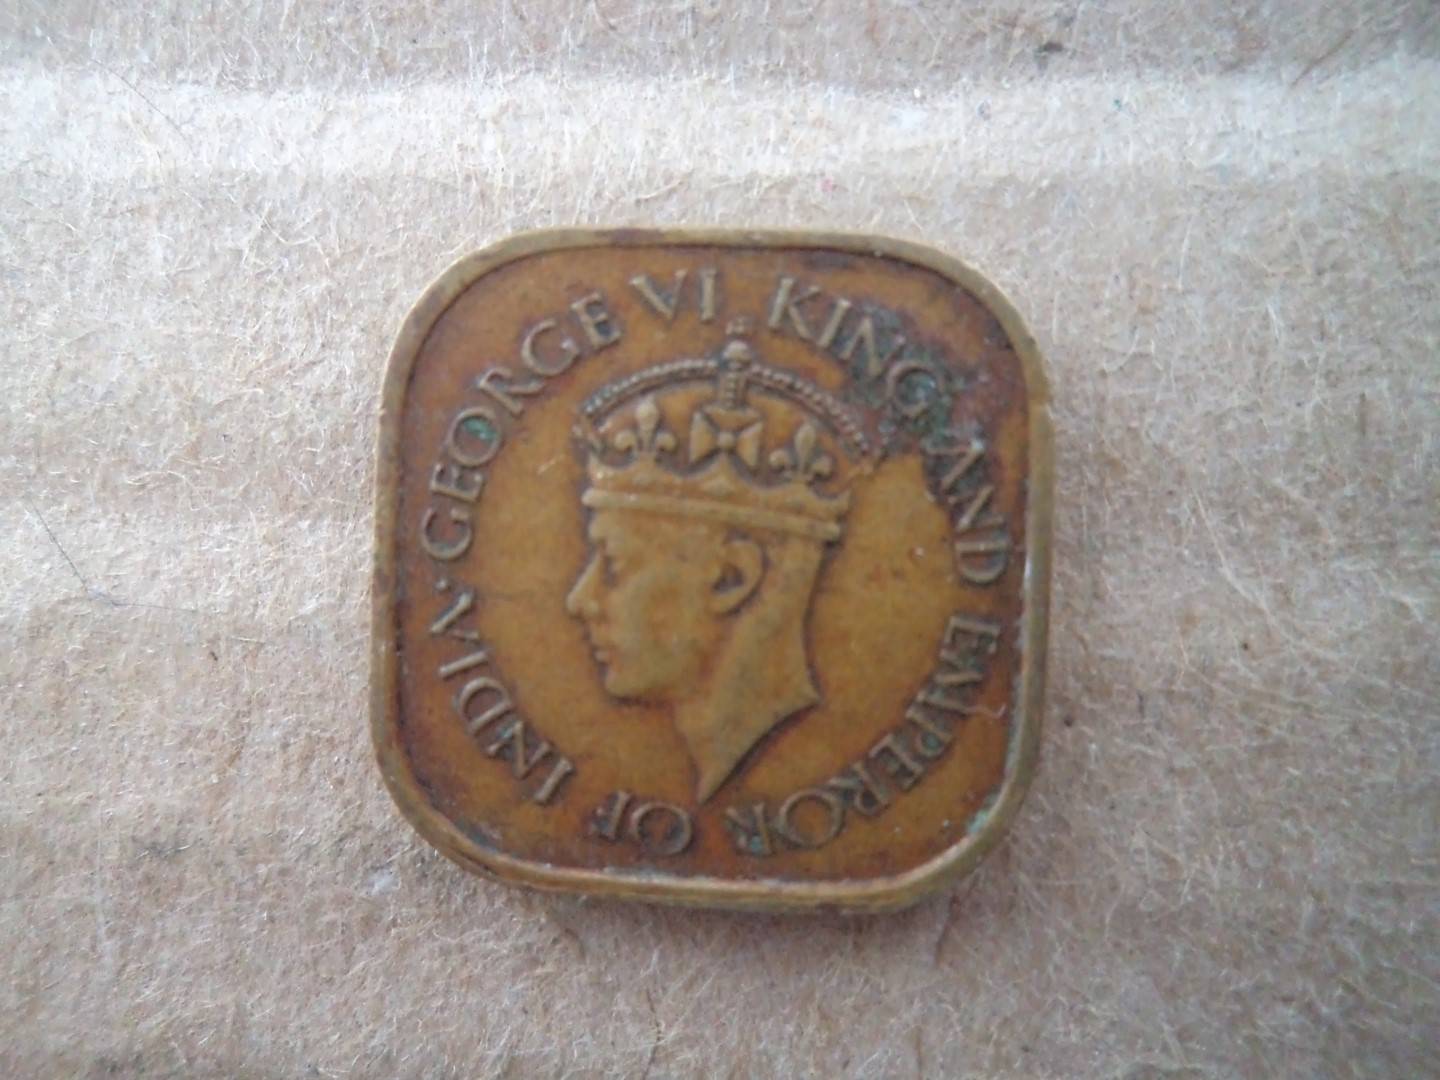 GEORGE VI KING AND EMPEROR OF INDIA·